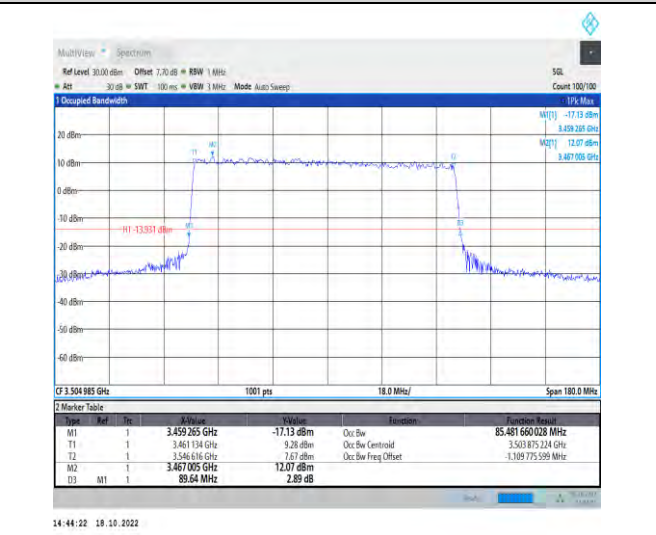 MultiView Spectrum
Ref Level 30.00 dBm Offset 7.70 dB RBW 1 MHz SGL
Att 30 dB SWT 100 ms VBW 3 MHz Mode Auto Sweep Count 100/100
1 Occupied Bandwidth 1Pk Max
M1[1] -17.13 dBm
3.459 265 GHz
20 dBm
M2[1] 12.07 dBm
3.467 005 GHz
T1 M2
10 dBm
0 dBm
-10 dBm
H1 -13.931 dBm
M1
D3
-20 dBm
-30 dBm
-40 dBm
-50 dBm
-60 dBm
CF 3.504 985 GHz 1001 pts 18.0 MHz/ Span 180.0 MHz
2 Marker Table
Type Ref Trc X-Value Y-Value Function Function Result
M1 1 3.459 265 GHz -17.13 dBm Occ Bw 85.481 660 028 MHz
T1 1 3.461 134 GHz 9.28 dBm Occ Bw Centroid 3.503 875 224 GHz
T2 1 3.546 616 GHz 7.67 dBm Occ Bw Freq Offset -1.109 775 599 MHz
M2 1 3.467 005 GHz 12.07 dBm
D3 M1 1 89.64 MHz 2.89 dB
14:44:22 18.10.2022